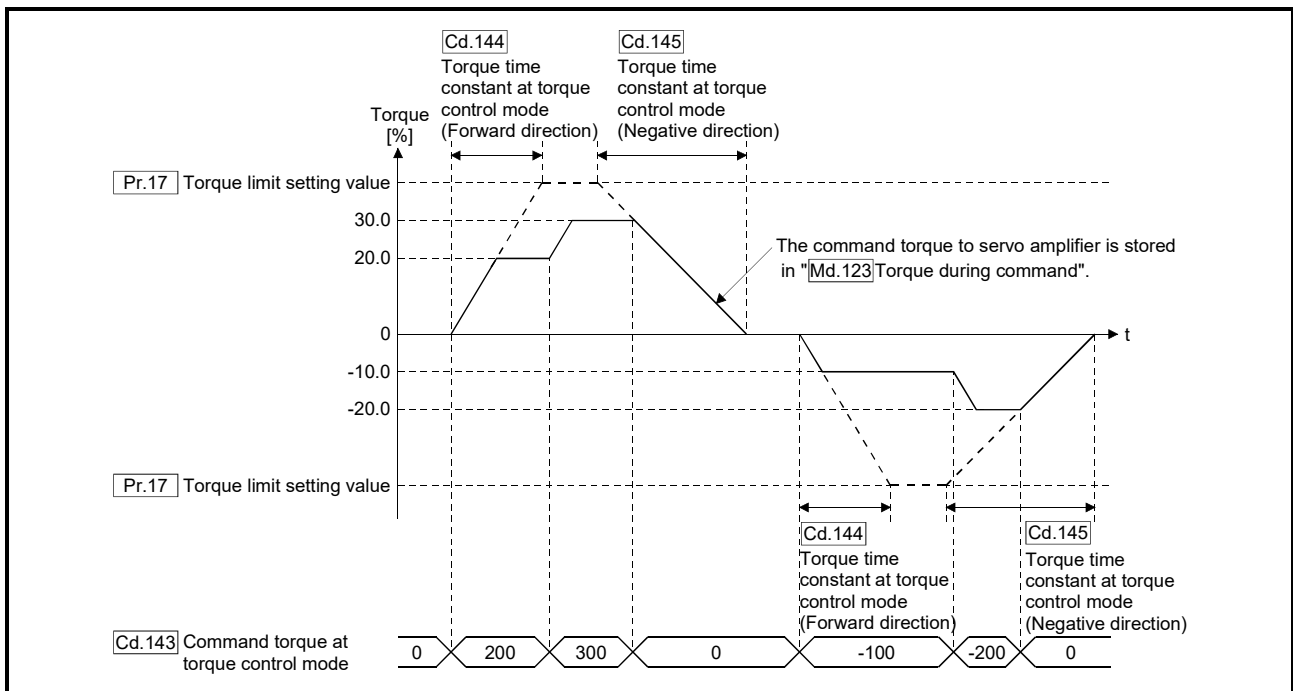 Cd.144
Torque time
constant at torque
control mode
(Forward direction)
Cd.145
Torque time
constant at torque
control mode
(Negative direction)
Torque
[%]
Pr.17 Torque limit setting value
30.0
20.0
The command torque to servo amplifier is stored
in "Md.123 Torque during command".
0
t
-10.0
-20.0
Pr.17 Torque limit setting value
Cd.144
Torque time
constant at torque
control mode
(Forward direction)
Cd.145
Torque time
constant at torque
control mode
(Negative direction)
Cd.143 Command torque at
torque control mode
0 200 300 0 -100 -200 0